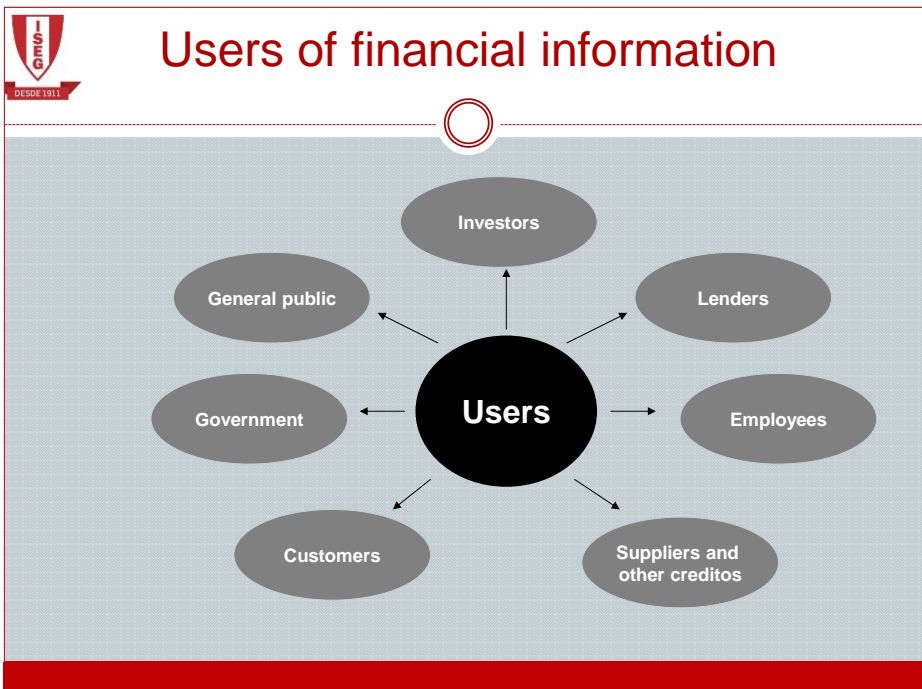 ISEG
DESDE 1911
Users of financial information
Investors
General public
Lenders
Users
Government
Employees
Customers
Suppliers and
other creditos